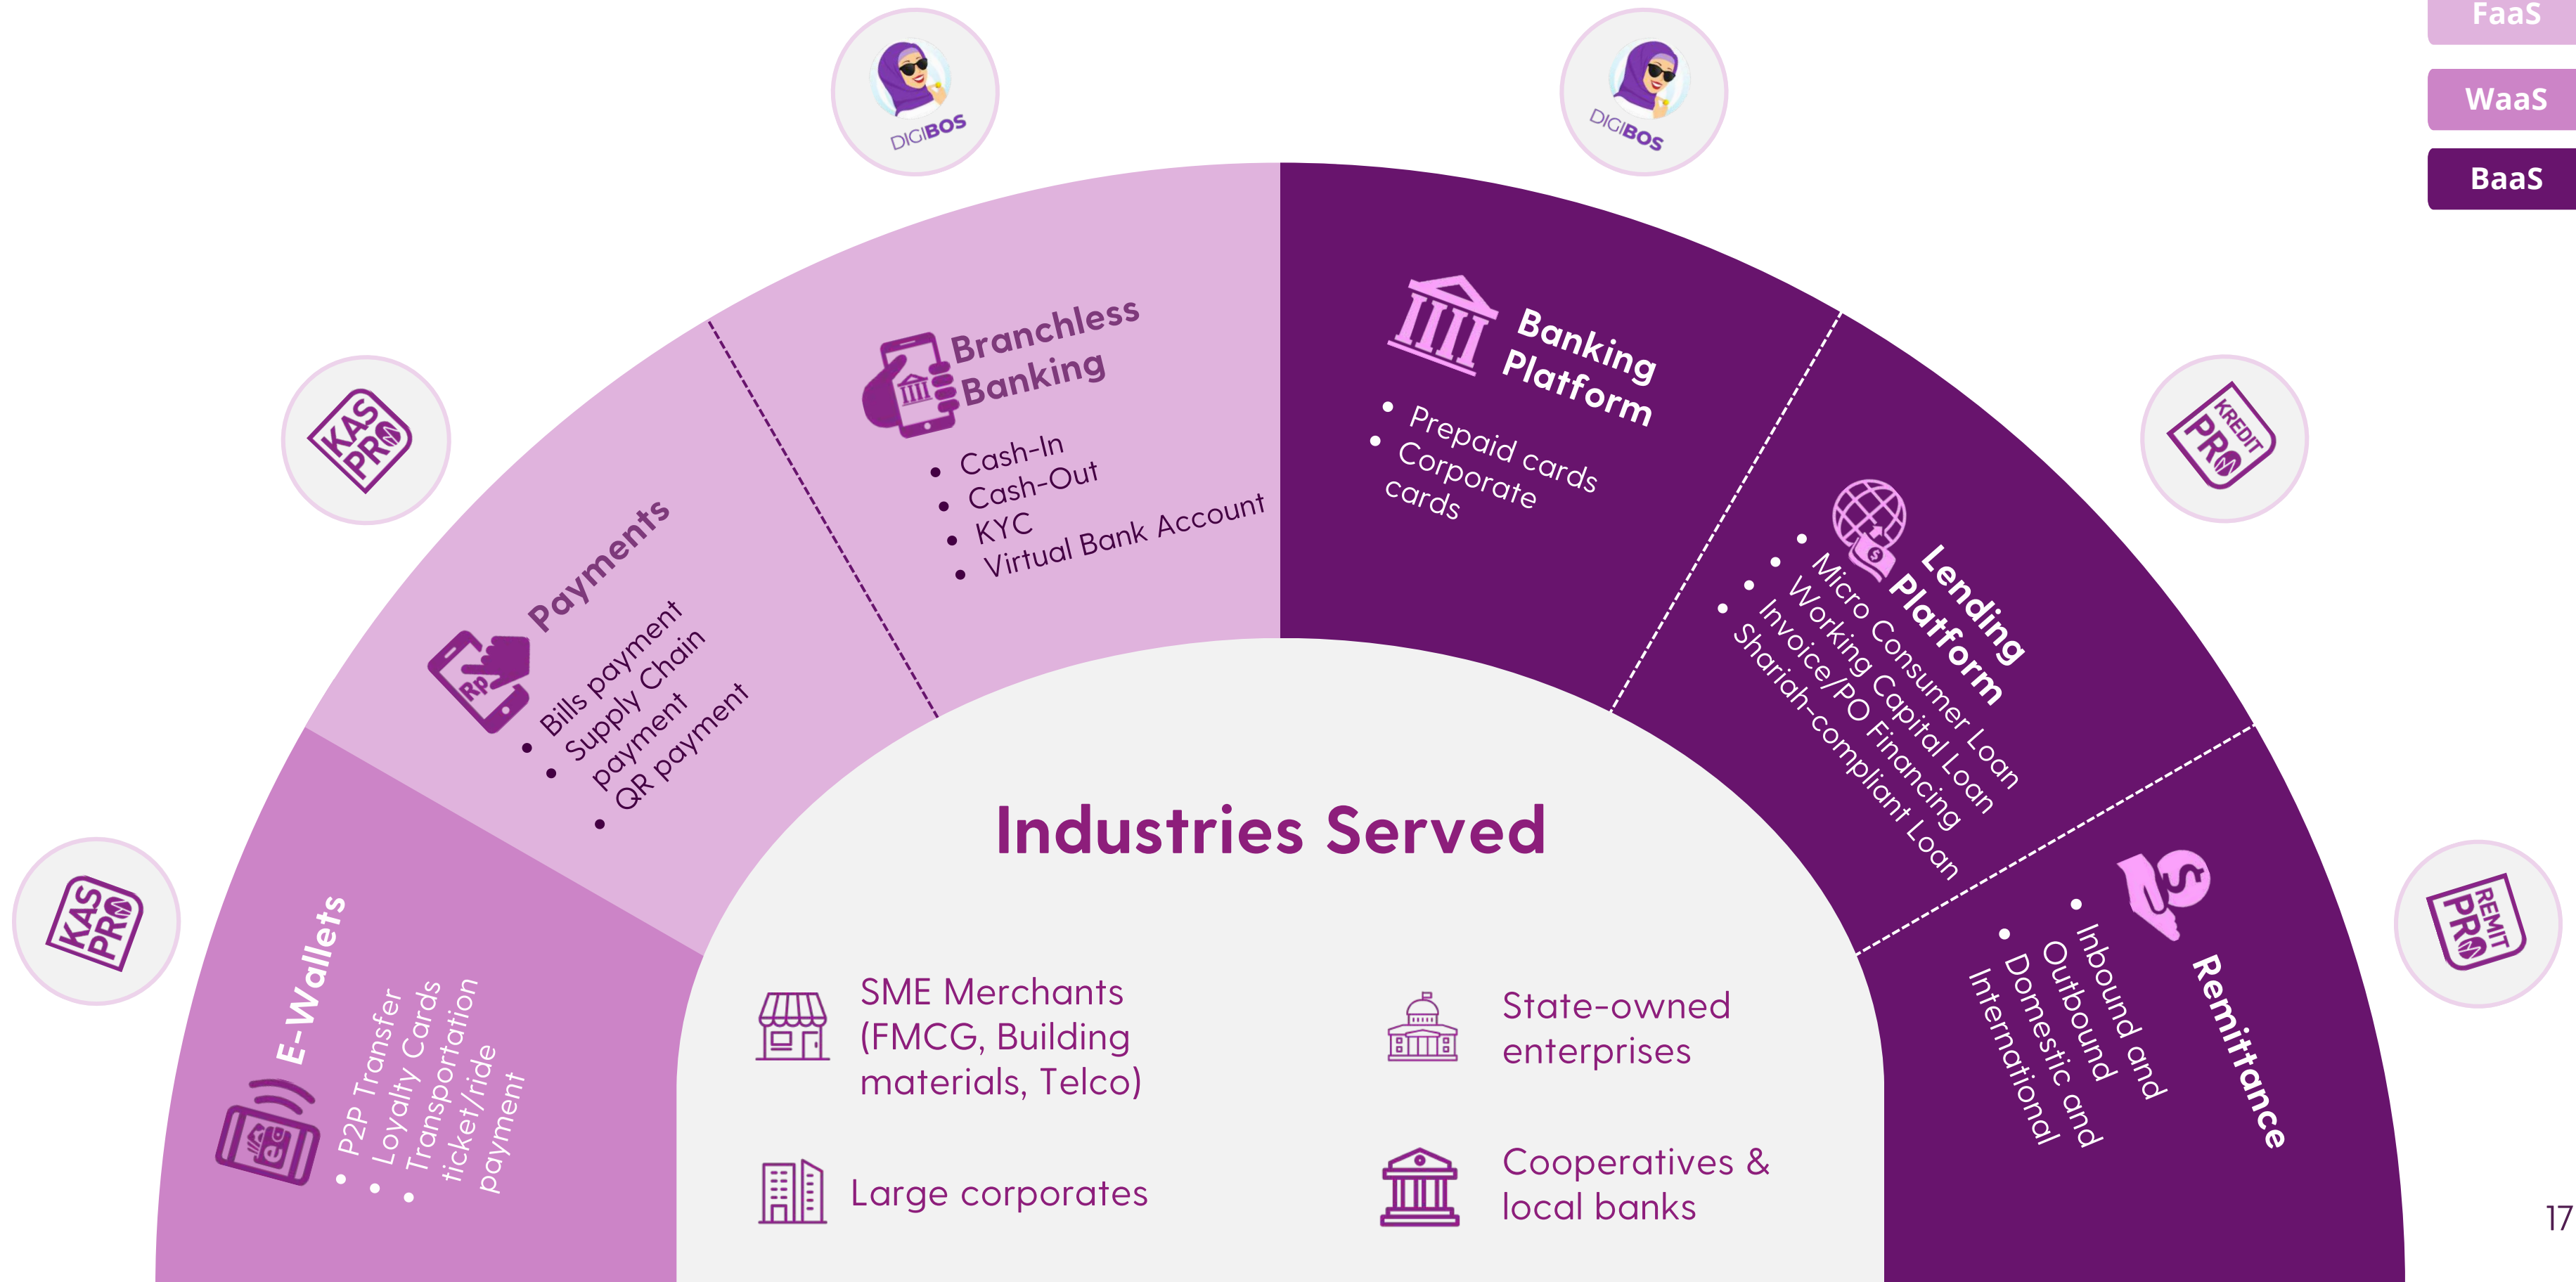 FaaS
WaaS
BaaS
DIGIBOS
DIGIBOS
KAS
PRO
KREDIT
PRO
KAS
PRO
REMIT
PRO
E-Wallets
P2P Transfer
Loyalty Cards
Transportation
ticket/ride
payment
Payments
Rp
Bills payment
Supply Chain
payment
QR payment
Branchless
Banking
Cash-In
Cash-Out
KYC
Virtual Bank Account
Banking
Platform
Prepaid cards
Corporate
cards
Lending
Platform
$
Micro Consumer Loan
Working Capital Loan
Invoice/PO Financing
Shariah-compliant Loan
$
Remittance
Inbound and
Outbound
Domestic and
International
Industries Served
SME Merchants
(FMCG, Building
materials, Telco)
State-owned
enterprises
Large corporates
Cooperatives &
local banks
17